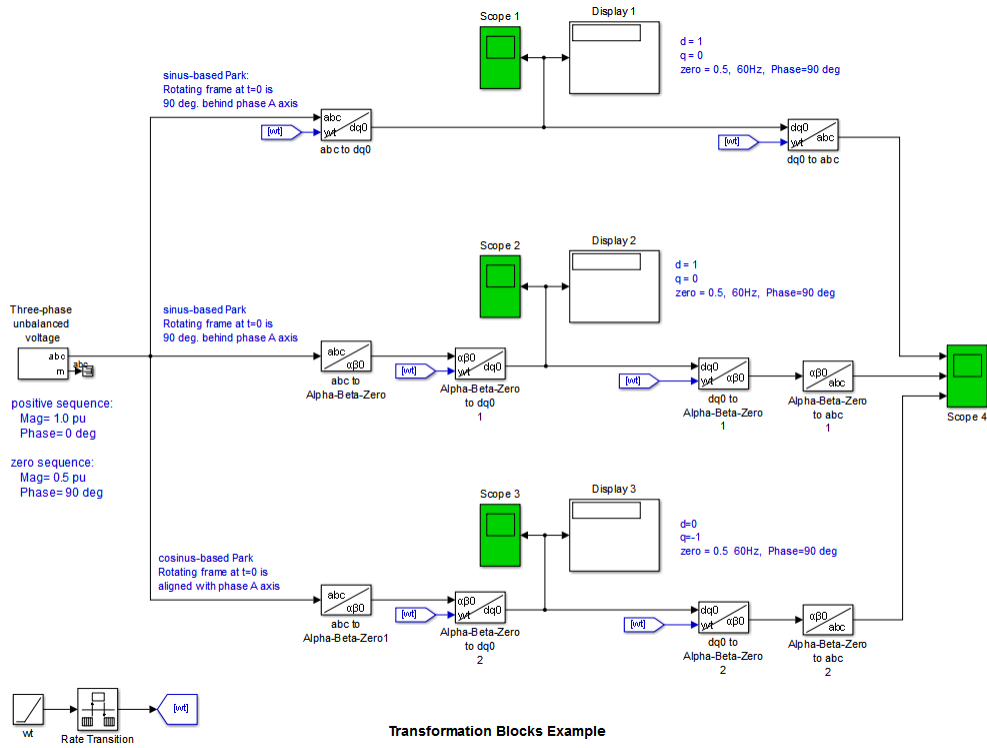 Scope 1
Display 1
d = 1
q = 0
zero = 0.5, 60Hz, Phase=90 deg
sinus-based Park:
Rotating frame at t=0 is
90 deg. behind phase A axis
abc
wt
dq0
[wt]
abc to dq0
dq0
wt
abc
[wt]
dq0 to abc
Scope 2
Display 2
d = 1
q = 0
zero = 0.5, 60Hz, Phase=90 deg
Three-phase
unbalanced
voltage
abc
m
abc
sinus-based Park
Rotating frame at t=0 is
90 deg. behind phase A axis
abc
αβ0
abc to
Alpha-Beta-Zero
[wt]
αβ0
wt
dq0
Alpha-Beta-Zero
to dq0
1
[wt]
dq0
wt
αβ0
dq0 to
Alpha-Beta-Zero
1
αβ0
abc
Alpha-Beta-Zero
to abc
1
Scope 4
positive sequence:
Mag= 1.0 pu
Phase= 0 deg
zero sequence:
Mag= 0.5 pu
Phase= 90 deg
Scope 3
Display 3
d=0
q=-1
zero = 0.5 60Hz, Phase=90 deg
cosinus-based Park
Rotating frame at t=0 is
aligned with phase A axis
abc
αβ0
abc to
Alpha-Beta-Zero1
[wt]
αβ0
wt
dq0
Alpha-Beta-Zero
to dq0
2
[wt]
dq0
wt
αβ0
dq0 to
Alpha-Beta-Zero
2
αβ0
abc
Alpha-Beta-Zero
to abc
2
wt
Rate Transition
[wt]
Transformation Blocks Example